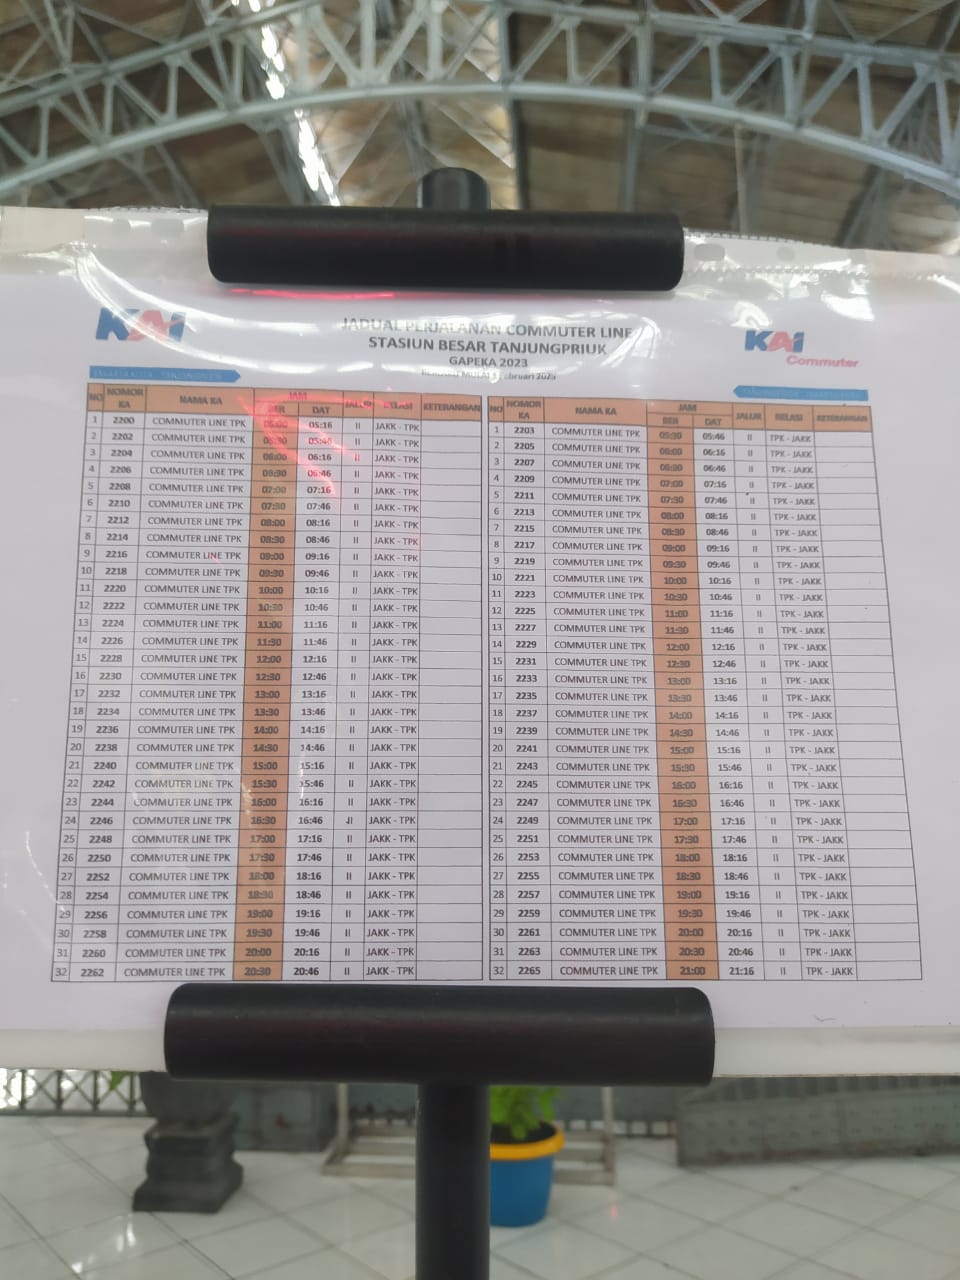 KAI
JADUAL PERJALANAN COMMUTER LINE
STASIUN BESAR TANJUNGPRIUK
GAPEKA 2023
KAI
Commuter
NO NOMOR KA NAMA KA JAM BER DAT JALUR RELASI KETERANGAN
1 2200 COMMUTER LINE TPK 05:00 05:16 II JAKK - TPK
2 2202 COMMUTER LINE TPK 05:30 05:46 II JAKK - TPK
3 2204 COMMUTER LINE TPK 06:00 06:16 II JAKK - TPK
4 2206 COMMUTER LINE TPK 06:30 06:46 II JAKK - TPK
5 2208 COMMUTER LINE TPK 07:00 07:16 II JAKK - TPK
6 2210 COMMUTER LINE TPK 07:30 07:46 II JAKK - TPK
7 2212 COMMUTER LINE TPK 08:00 08:16 II JAKK - TPK
8 2214 COMMUTER LINE TPK 08:30 08:46 II JAKK - TPK
9 2216 COMMUTER LINE TPK 09:00 09:16 II JAKK - TPK
10 2218 COMMUTER LINE TPK 09:30 09:46 II JAKK - TPK
11 2220 COMMUTER LINE TPK 10:00 10:16 II JAKK - TPK
12 2222 COMMUTER LINE TPK 10:30 10:46 II JAKK - TPK
13 2224 COMMUTER LINE TPK 11:00 11:16 II JAKK - TPK
14 2226 COMMUTER LINE TPK 11:30 11:46 II JAKK - TPK
15 2228 COMMUTER LINE TPK 12:00 12:16 II JAKK - TPK
16 2230 COMMUTER LINE TPK 12:30 12:46 II JAKK - TPK
17 2232 COMMUTER LINE TPK 13:00 13:16 II JAKK - TPK
18 2234 COMMUTER LINE TPK 13:30 13:46 II JAKK - TPK
19 2236 COMMUTER LINE TPK 14:00 14:16 II JAKK - TPK
20 2238 COMMUTER LINE TPK 14:30 14:46 II JAKK - TPK
21 2240 COMMUTER LINE TPK 15:00 15:16 II JAKK - TPK
22 2242 COMMUTER LINE TPK 15:30 15:46 II JAKK - TPK
23 2244 COMMUTER LINE TPK 16:00 16:16 II JAKK - TPK
24 2246 COMMUTER LINE TPK 16:30 16:46 II JAKK - TPK
25 2248 COMMUTER LINE TPK 17:00 17:16 II JAKK - TPK
26 2250 COMMUTER LINE TPK 17:30 17:46 II JAKK - TPK
27 2252 COMMUTER LINE TPK 18:00 18:16 II JAKK - TPK
28 2254 COMMUTER LINE TPK 18:30 18:46 II JAKK - TPK
29 2256 COMMUTER LINE TPK 19:00 19:16 II JAKK - TPK
30 2258 COMMUTER LINE TPK 19:30 19:46 II JAKK - TPK
31 2260 COMMUTER LINE TPK 20:00 20:16 II JAKK - TPK
32 2262 COMMUTER LINE TPK 20:30 20:46 II JAKK - TPK
NO NOMOR KA NAMA KA JAM BER DAT JALUR RELASI KETERANGAN
1 2203 COMMUTER LINE TPK 05:30 05:46 II TPK - JAKK
2 2205 COMMUTER LINE TPK 06:00 06:16 II TPK - JAKK
3 2207 COMMUTER LINE TPK 06:30 06:46 II TPK - JAKK
4 2209 COMMUTER LINE TPK 07:00 07:16 II TPK - JAKK
5 2211 COMMUTER LINE TPK 07:30 07:46 II TPK - JAKK
6 2213 COMMUTER LINE TPK 08:00 08:16 II TPK - JAKK
7 2215 COMMUTER LINE TPK 08:30 08:46 II TPK - JAKK
8 2217 COMMUTER LINE TPK 09:00 09:16 II TPK - JAKK
9 2219 COMMUTER LINE TPK 09:30 09:46 II TPK - JAKK
10 2221 COMMUTER LINE TPK 10:00 10:16 II TPK - JAKK
11 2223 COMMUTER LINE TPK 10:30 10:46 II TPK - JAKK
12 2225 COMMUTER LINE TPK 11:00 11:16 II TPK - JAKK
13 2227 COMMUTER LINE TPK 11:30 11:46 II TPK - JAKK
14 2229 COMMUTER LINE TPK 12:00 12:16 II TPK - JAKK
15 2231 COMMUTER LINE TPK 12:30 12:46 II TPK - JAKK
16 2233 COMMUTER LINE TPK 13:00 13:16 II TPK - JAKK
17 2235 COMMUTER LINE TPK 13:30 13:46 II TPK - JAKK
18 2237 COMMUTER LINE TPK 14:00 14:16 II TPK - JAKK
19 2239 COMMUTER LINE TPK 14:30 14:46 II TPK - JAKK
20 2241 COMMUTER LINE TPK 15:00 15:16 II TPK - JAKK
21 2243 COMMUTER LINE TPK 15:30 15:46 II TPK - JAKK
22 2245 COMMUTER LINE TPK 16:00 16:16 II TPK - JAKK
23 2247 COMMUTER LINE TPK 16:30 16:46 II TPK - JAKK
24 2249 COMMUTER LINE TPK 17:00 17:16 II TPK - JAKK
25 2251 COMMUTER LINE TPK 17:30 17:46 II TPK - JAKK
26 2253 COMMUTER LINE TPK 18:00 18:16 II TPK - JAKK
27 2255 COMMUTER LINE TPK 18:30 18:46 II TPK - JAKK
28 2257 COMMUTER LINE TPK 19:00 19:16 II TPK - JAKK
29 2259 COMMUTER LINE TPK 19:30 19:46 II TPK - JAKK
30 2261 COMMUTER LINE TPK 20:00 20:16 II TPK - JAKK
31 2263 COMMUTER LINE TPK 20:30 20:46 II TPK - JAKK
32 2265 COMMUTER LINE TPK 21:00 21:16 II TPK - JAKK